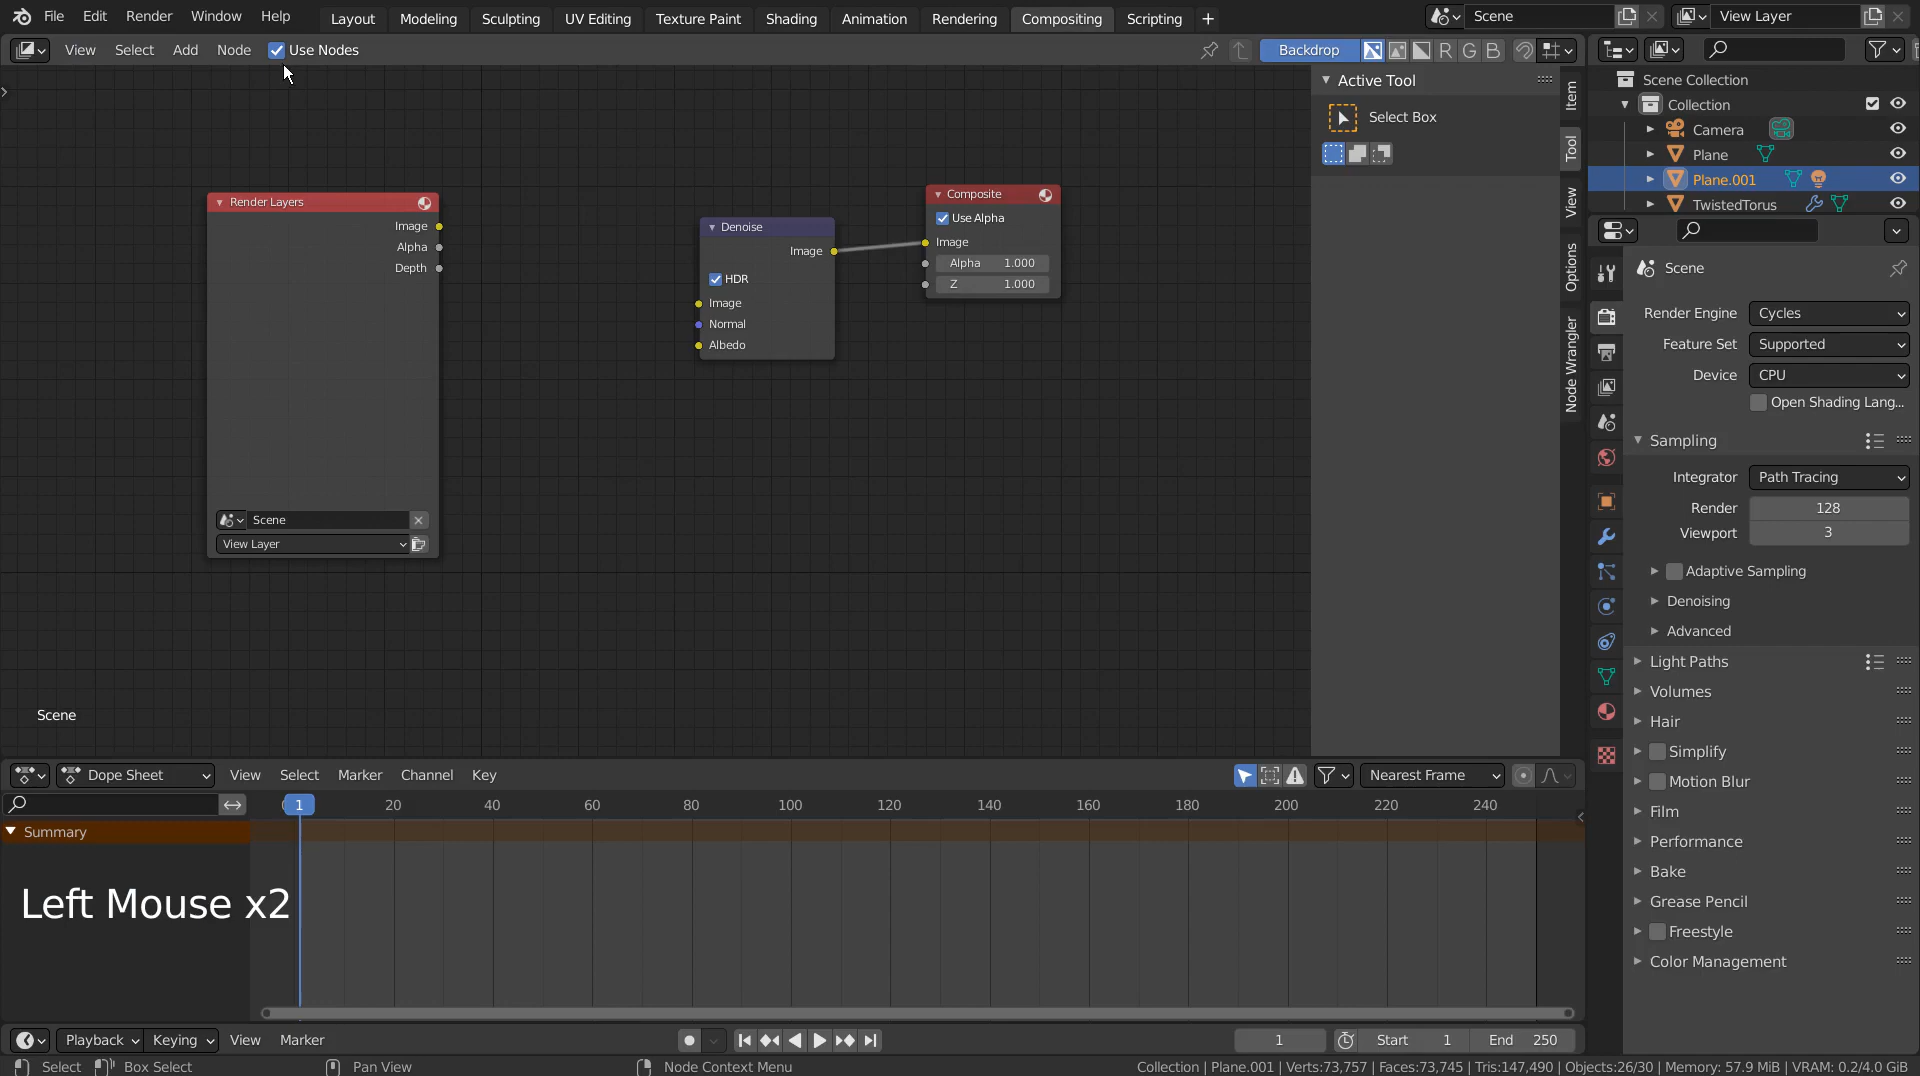 File Edit Render Window Help Layout Modeling Sculpting UV Editing Texture Paint Shading Animation Rendering Compositing Scripting + Scene View Layer
View Select Add Node Use Nodes Backdrop R G B
Active Tool
Select Box
Item
Tool
View
Options
Node Wrangler
Render Layers
Image
Alpha
Depth
Scene
View Layer
Denoise
Image
HDR
Image
Normal
Albedo
Composite
Use Alpha
Image
Alpha 1.000
Z 1.000
Scene
Scene Collection
Collection
Camera
Plane
Plane.001
TwistedTorus
Scene
Render Engine Cycles
Feature Set Supported
Device CPU
Open Shading Lang...
Sampling
Integrator Path Tracing
Render 128
Viewport 3
Adaptive Sampling
Denoising
Advanced
Light Paths
Volumes
Hair
Simplify
Motion Blur
Film
Performance
Bake
Grease Pencil
Freestyle
Color Management
Dope Sheet View Select Marker Channel Key Nearest Frame
1 20 40 60 80 100 120 140 160 180 200 220 240
Summary
Left Mouse x2
Playback Keying View Marker 1 Start 1 End 250
Select Box Select Pan View Node Context Menu Collection | Plane.001 | Verts:73,757 | Faces:73,745 | Tris:147,490 | Objects:26/30 | Memory: 57.9 MiB | VRAM: 0.2/4.0 GiB